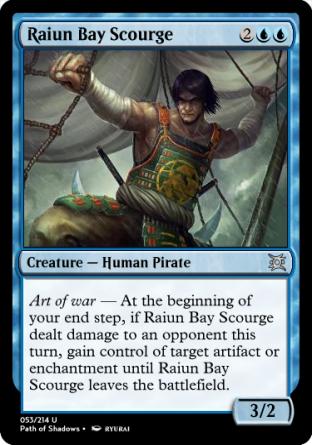 Raiun Bay Scourge 2
Creature — Human Pirate
Art of war — At the beginning of
your end step, if Raiun Bay Scourge
dealt damage to an opponent this
turn, gain control of target artifact or
enchantment until Raiun Bay
Scourge leaves the battlefield.
3/2
053/214 U
Path of Shadows • RYURAI